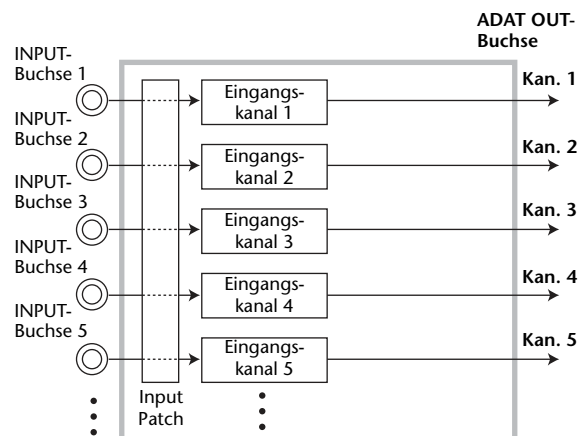 ADAT OUT-
Buchse
INPUT-
Buchse 1
Eingangs-
kanal 1
Kan. 1
INPUT-
Buchse 2
Eingangs-
kanal 2
Kan. 2
INPUT-
Buchse 3
Eingangs-
kanal 3
Kan. 3
INPUT-
Buchse 4
Eingangs-
kanal 4
Kan. 4
INPUT-
Buchse 5
Eingangs-
kanal 5
Kan. 5
Input
Patch